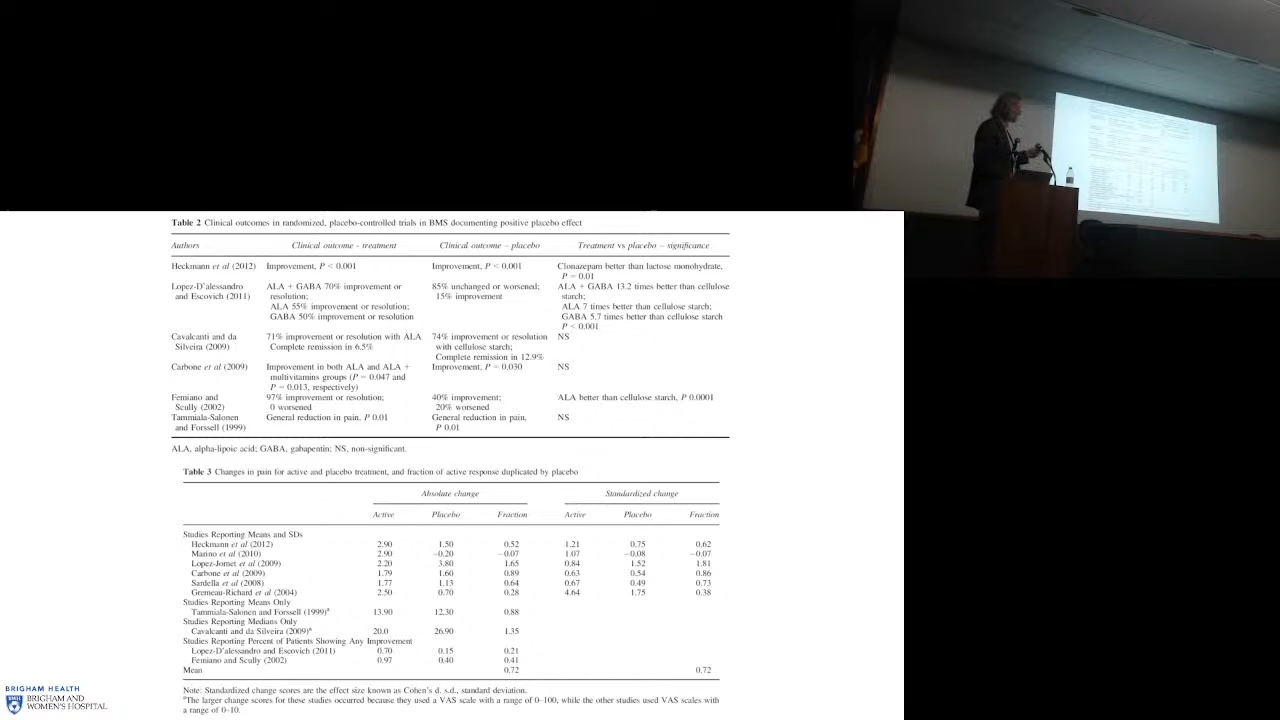 Table 2 Clinical outcomes in randomized, placebo-controlled trials in BMS documenting positive placebo effect
Authors Clinical outcome - treatment Clinical outcome – placebo Treatment vs placebo – significance
Heckmann et al (2012) Improvement, P < 0.001 Improvement, P < 0.001 Clonazepam better than lactose monohydrate,
P = 0.01
Lopez-D'alessandro ALA + GABA 70% improvement or 85% unchanged or worsened; ALA + GABA 13.2 times better than cellulose
and Escovich (2011) resolution; 15% improvement starch;
ALA 55% improvement or resolution; ALA 7 times better than cellulose starch;
GABA 50% improvement or resolution GABA 5.7 times better than cellulose starch
P < 0.001
Cavalcanti and da 71% improvement or resolution with ALA 74% improvement or resolution NS
Silveira (2009) Complete remission in 6.5% with cellulose starch;
Complete remission in 12.9%
Carbone et al (2009) Improvement in both ALA and ALA + Improvement, P = 0.030 NS
multivitamins groups (P = 0.047 and
P = 0.013, respectively)
Femiano and 97% improvement or resolution; 40% improvement; ALA better than cellulose starch, P 0.0001
Scully (2002) 0 worsened 20% worsened
Tammiala-Salonen General reduction in pain, P 0.01 General reduction in pain, NS
and Forssell (1999) P 0.01
ALA, alpha-lipoic acid; GABA, gabapentin; NS, non-significant.
Table 3 Changes in pain for active and placebo treatment, and fraction of active response duplicated by placebo
Absolute change Standardized change
Active Placebo Fraction Active Placebo Fraction
Studies Reporting Means and SDs
Heckmann et al (2012) 2.90 1.50 0.52 1.21 0.75 0.62
Marino et al (2010) 2.90 −0.20 −0.07 1.07 −0.08 −0.07
Lopez-Jornet et al (2009) 2.20 3.80 1.65 0.84 1.52 1.81
Carbone et al (2009) 1.79 1.60 0.89 0.63 0.54 0.86
Sardella et al (2008) 1.77 1.13 0.64 0.67 0.49 0.73
Gremeau-Richard et al (2004) 2.50 0.70 0.28 4.64 1.75 0.38
Studies Reporting Means Only
Tammiala-Salonen and Forssell (1999)a 13.90 12.30 0.88
Studies Reporting Medians Only
Cavalcanti and da Silveira (2009)a 20.0 26.90 1.35
Studies Reporting Percent of Patients Showing Any Improvement
Lopez-D'alessandro and Escovich (2011) 0.70 0.15 0.21
Femiano and Scully (2002) 0.97 0.40 0.41
Mean 0.72 0.72
Note: Standardized change scores are the effect size known as Cohen's d. s.d., standard deviation.
aThe larger change scores for these studies occurred because they used a VAS scale with a range of 0–100, while the other studies used VAS scales with
a range of 0–10.
BRIGHAM HEALTH
BRIGHAM AND
WOMEN'S HOSPITAL